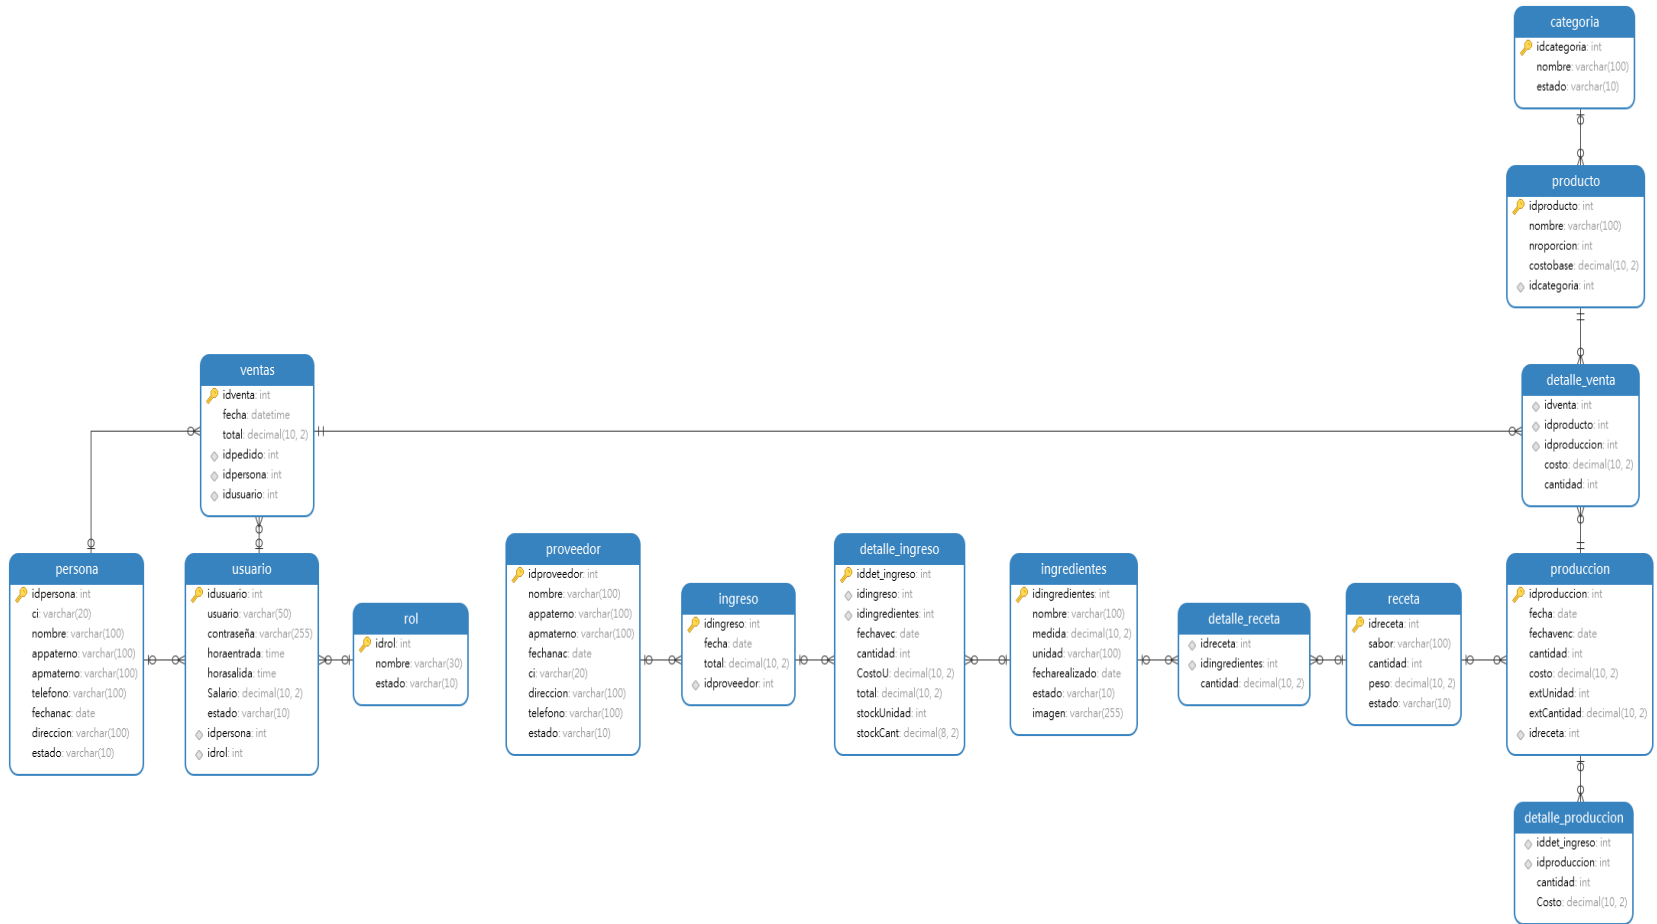 categoria
idcategoria: int
nombre: varchar(100)
estado: varchar(10)
producto
idproducto: int
nombre: varchar(100)
nroporcion: int
costobase: decimal(10, 2)
idcategoria: int
ventas
idventa: int
fecha: datetime
total: decimal(10, 2)
idpedido: int
idpersona: int
idusuario: int
detalle_venta
idventa: int
idproducto: int
idproduccion: int
costo: decimal(10, 2)
cantidad: int
persona
idpersona: int
ci: varchar(20)
nombre: varchar(100)
appaterno: varchar(100)
apmaterno: varchar(100)
telefono: varchar(100)
fechanac: date
direccion: varchar(100)
estado: varchar(10)
usuario
idusuario: int
usuario: varchar(50)
contraseña: varchar(255)
horaentrada: time
horasalida: time
Salario: decimal(10, 2)
estado: varchar(10)
idpersona: int
idrol: int
rol
idrol: int
nombre: varchar(30)
estado: varchar(10)
proveedor
idproveedor: int
nombre: varchar(100)
appaterno: varchar(100)
apmaterno: varchar(100)
fechanac: date
ci: varchar(20)
direccion: varchar(100)
telefono: varchar(100)
estado: varchar(10)
ingreso
idingreso: int
fecha: date
total: decimal(10, 2)
idproveedor: int
detalle_ingreso
iddet_ingreso: int
idingreso: int
idingredientes: int
fechavec: date
cantidad: int
CostoU: decimal(10, 2)
total: decimal(10, 2)
stockUnidad: int
stockCant: decimal(8, 2)
ingredientes
idingredientes: int
nombre: varchar(100)
medida: decimal(10, 2)
unidad: varchar(100)
fecharealizado: date
estado: varchar(10)
imagen: varchar(255)
detalle_receta
idreceta: int
idingredientes: int
cantidad: decimal(10, 2)
receta
idreceta: int
sabor: varchar(100)
cantidad: int
peso: decimal(10, 2)
estado: varchar(10)
produccion
idproduccion: int
fecha: date
fechavenc: date
cantidad: int
costo: decimal(10, 2)
extUnidad: int
extCantidad: decimal(10, 2)
idreceta: int
detalle_produccion
iddet_ingreso: int
idproduccion: int
cantidad: int
Costo: decimal(10, 2)